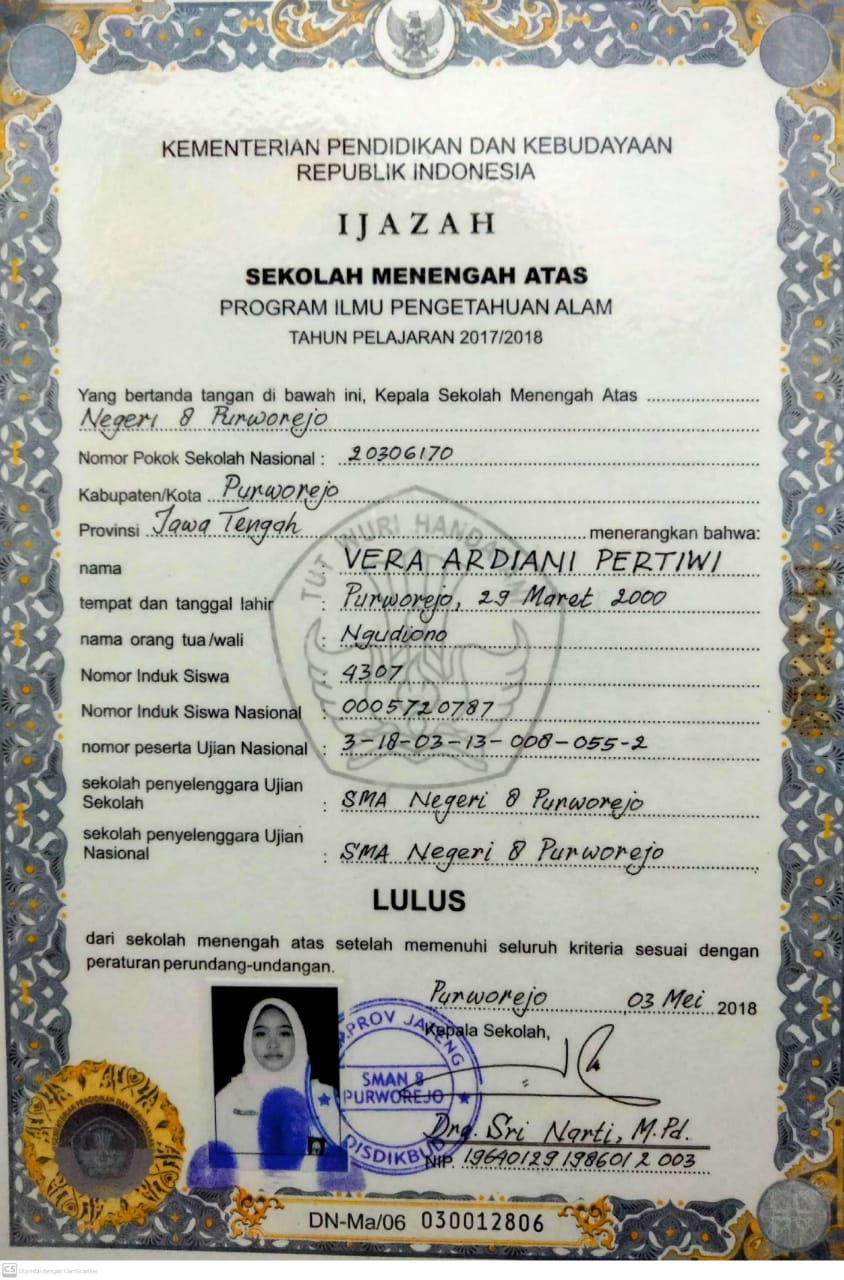 KEMENTERIAN PENDIDIKAN DAN KEBUDAYAAN
REPUBLIK INDONESIA
IJAZAH
SEKOLAH MENENGAH ATAS
PROGRAM ILMU PENGETAHUAN ALAM
TAHUN PELAJARAN 2017/2018
Yang bertanda tangan di bawah ini, Kepala Sekolah Menengah Atas
Negeri 8 Purworejo
Nomor Pokok Sekolah Nasional : 20306170
Kabupaten/Kota Purworejo
Provinsi Jawa Tengah menerangkan bahwa:
nama : VERA ARDIANI PERTIWI
tempat dan tanggal lahir : Purworejo, 29 Maret 2000
nama orang tua/wali : Ngudiono
Nomor Induk Siswa : 4307
Nomor Induk Siswa Nasional : 0005720787
nomor peserta Ujian Nasional : 3-18-03-13-008-055-2
sekolah penyelenggara Ujian
Sekolah : SMA Negeri 8 Purworejo
sekolah penyelenggara Ujian
Nasional : SMA Negeri 8 Purworejo
TUT WURI HANDA
LULUS
dari sekolah menengah atas setelah memenuhi seluruh kriteria sesuai dengan
peraturan perundang-undangan.
Purworejo, 03 Mei 2018
Kepala Sekolah,
PROV JATENG
SMAN 8
PURWOREJO
DISDIKBUD
Dra. Sri Narti, M.Pd.
NIP. 19640129 198601 2 003
DN-Ma/06 030012806
CS Dipindai dengan CamScanner